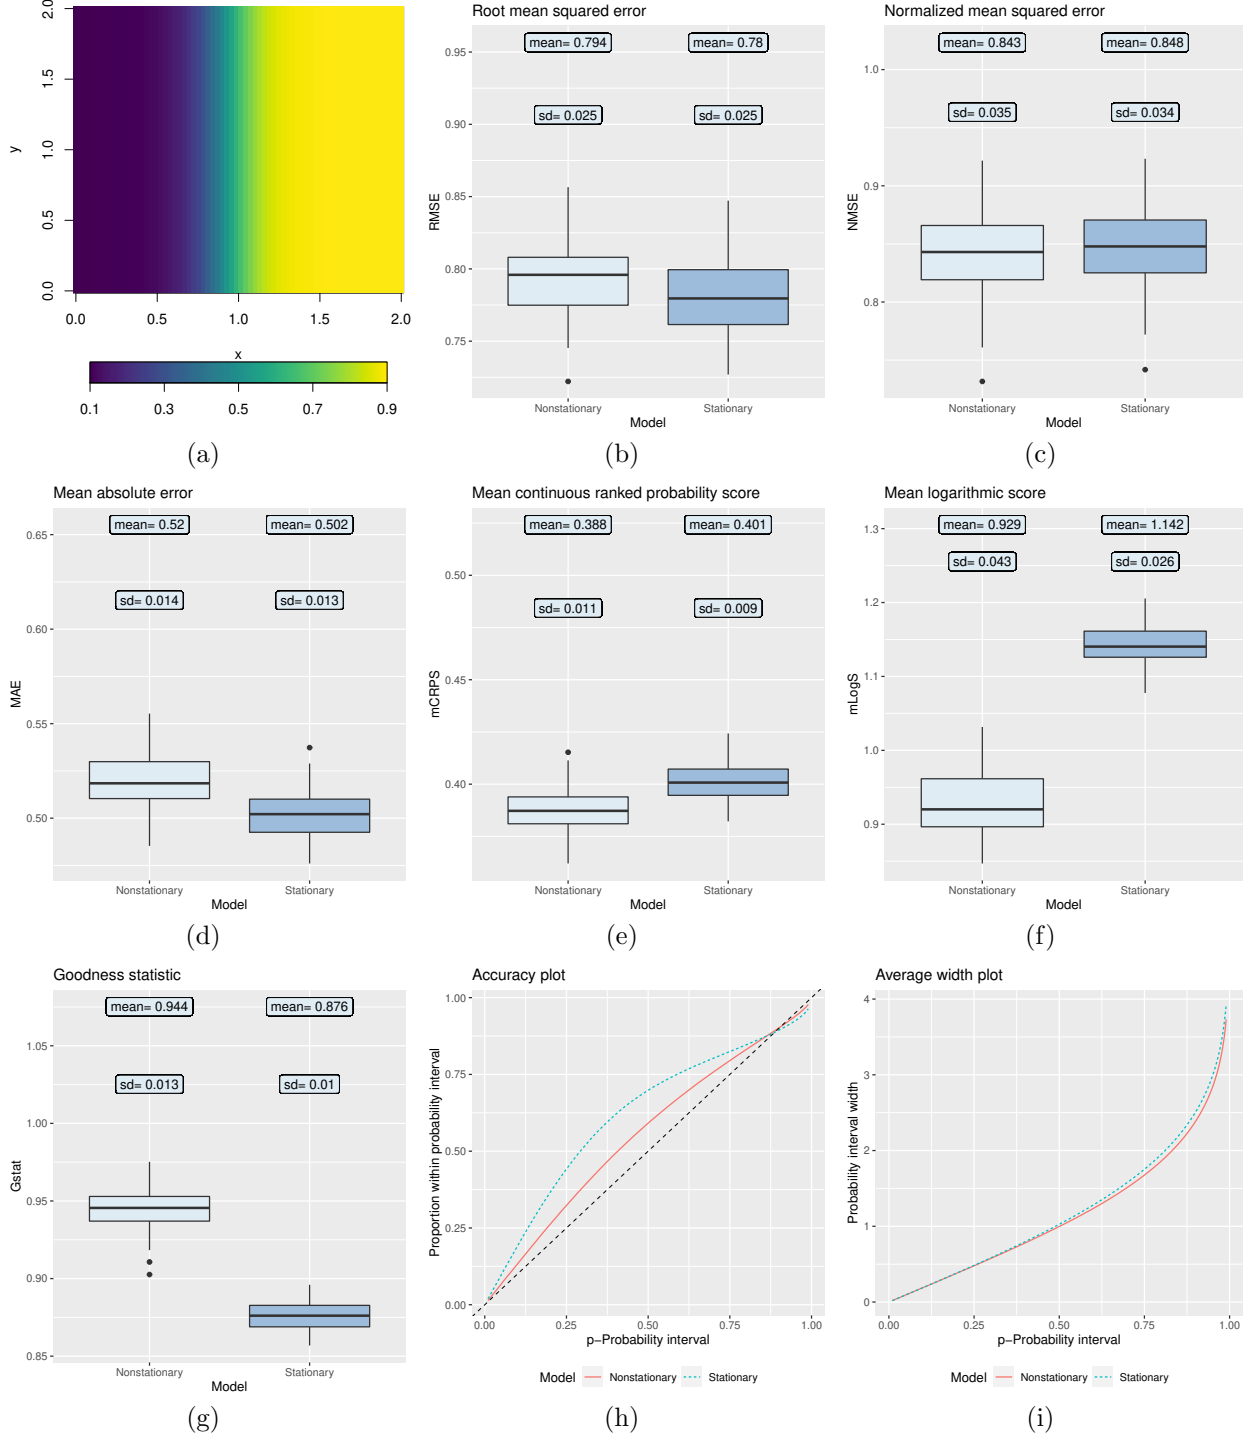 2.0
1.5
1.0
0.5
0.0
y
0.0 0.5 1.0 1.5 2.0
x
0.1 0.3 0.5 0.7 0.9
(a)
Root mean squared error
mean= 0.794 mean= 0.78
sd= 0.025 sd= 0.025
0.95
0.90
0.85
0.80
0.75
RMSE
Nonstationary Stationary
Model
(b)
Normalized mean squared error
mean= 0.843 mean= 0.848
sd= 0.035 sd= 0.034
1.0
0.9
0.8
NMSE
Nonstationary Stationary
Model
(c)
Mean absolute error
mean= 0.52 mean= 0.502
sd= 0.014 sd= 0.013
0.65
0.60
0.55
0.50
MAE
Nonstationary Stationary
Model
(d)
Mean continuous ranked probability score
mean= 0.388 mean= 0.401
sd= 0.011 sd= 0.009
0.50
0.45
0.40
mCRPS
Nonstationary Stationary
Model
(e)
Mean logarithmic score
mean= 0.929 mean= 1.142
sd= 0.043 sd= 0.026
1.3
1.2
1.1
1.0
0.9
mLogS
Nonstationary Stationary
Model
(f)
Goodness statistic
mean= 0.944 mean= 0.876
sd= 0.013 sd= 0.01
1.05
1.00
0.95
0.90
0.85
Gstat
Nonstationary Stationary
Model
(g)
Accuracy plot
1.00
0.75
0.50
0.25
0.00
Proportion within probability interval
0.00 0.25 0.50 0.75 1.00
p−Probability interval
Model Nonstationary Stationary
(h)
Average width plot
4
3
2
1
0
Probability interval width
0.00 0.25 0.50 0.75 1.00
p−Probability interval
Model Nonstationary Stationary
(i)